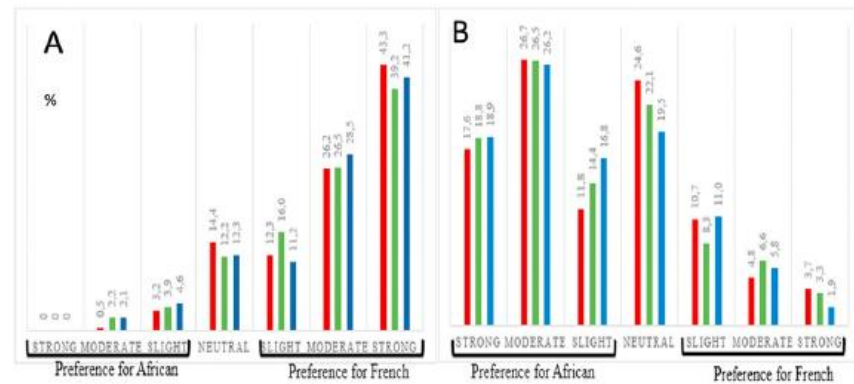 A
%
0 0 0
0,5 2,2 2,1
3,2 3,9 4,6
14,4 12,2 12,3
12,3 16,0 11,2
26,2 26,5 28,5
43,3 39,2 41,2
STRONG MODERATE SLIGHT NEUTRAL SLIGHT MODERATE STRONG
Preference for African Preference for French
B
17,6 18,8 18,9
26,7 26,5 26,2
11,8 14,4 16,8
24,6 22,1 19,5
10,7 8,3 11,0
4,8 6,6 5,8
3,7 3,3 1,9
STRONG MODERATE SLIGHT NEUTRAL SLIGHT MODERATE STRONG
Preference for African Preference for French